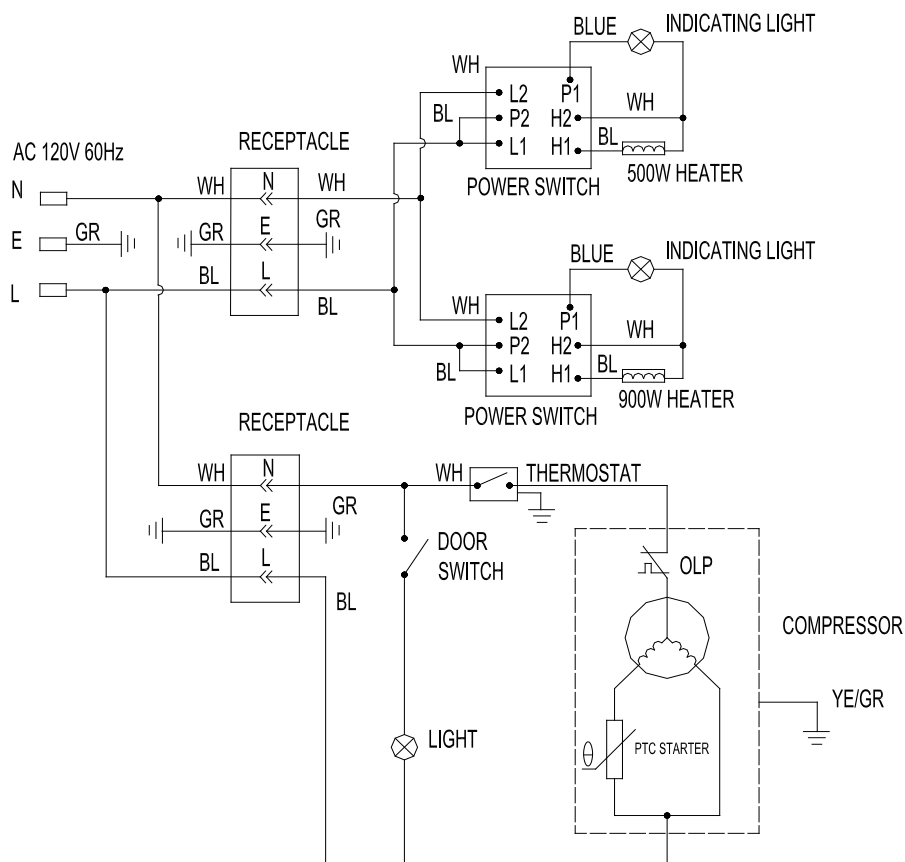 BLUE
INDICATING LIGHT
WH
L2
P1
BL
P2
H2
WH
L1
H1
BL
POWER SWITCH
500W HEATER
AC 120V 60Hz
RECEPTACLE
N
WH
N
WH
E
GR
GR
E
GR
L
BL
L
BL
BLUE
INDICATING LIGHT
WH
L2
P1
P2
H2
WH
BL
L1
H1
BL
POWER SWITCH
900W HEATER
RECEPTACLE
WH
N
WH
THERMOSTAT
GR
E
GR
BL
L
BL
DOOR
SWITCH
OLP
COMPRESSOR
YE/GR
LIGHT
θ
PTC STARTER